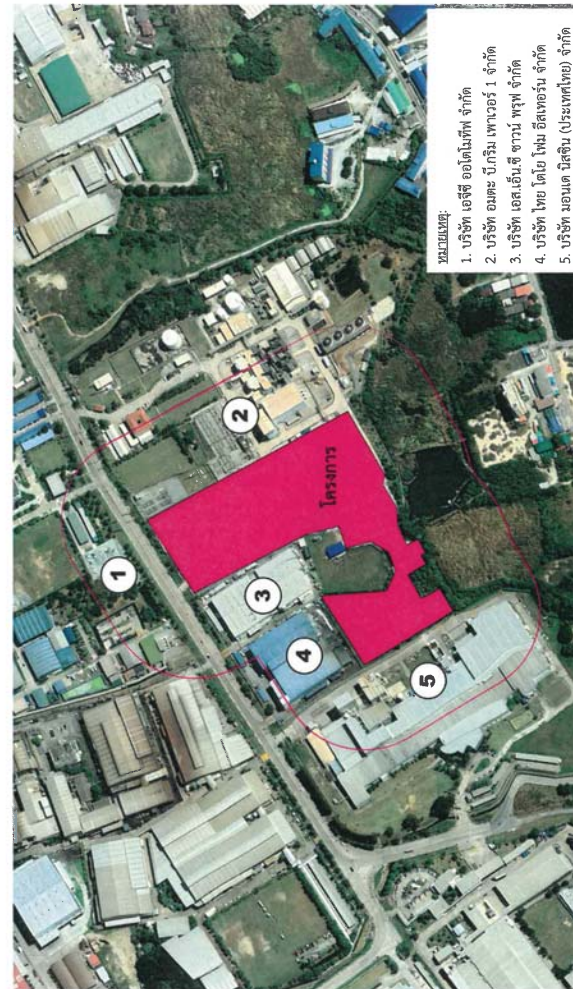 1
2
3
4
5
โครงการ
หมายเหตุ:
1. บริษัท เอจีซี ออโตโมทีฟ จำกัด
2. บริษัท อมตะ บี.กริม เพาเวอร์ 1 จำกัด
3. บริษัท เอส.เอ็น.ซี ซาวน์ พรุฟ จำกัด
4. บริษัท ไทย โตโย โฟม อีสเทอร์น จำกัด
5. บริษัท มอนเด นิสชิน (ประเทศไทย) จำกัด